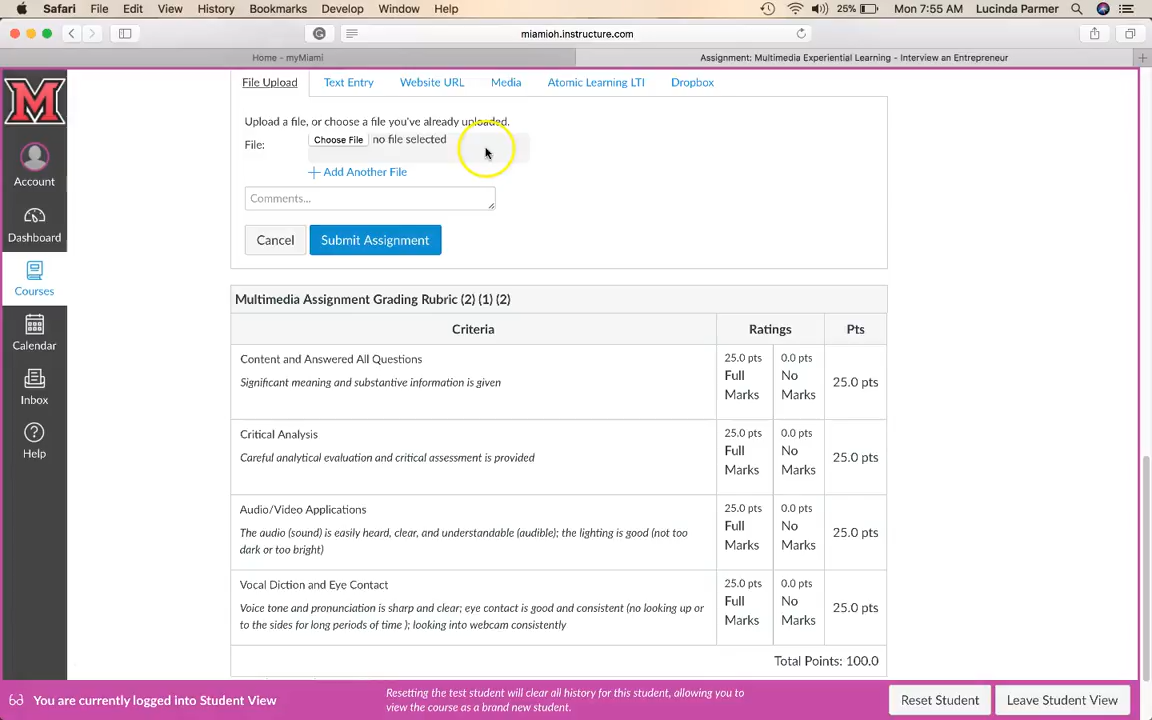 Safari File Edit View History Bookmarks Develop Window Help 25% Mon 7:55 AM Lucinda Parmer
miamioh.instructure.com
Home - myMiami Assignment: Multimedia Experiential Learning - Interview an Entrepreneur
M
Account
Dashboard
Courses
Calendar
Inbox
Help
File Upload Text Entry Website URL Media Atomic Learning LTI Dropbox
Upload a file, or choose a file you've already uploaded.
File: Choose File no file selected
Add Another File
Comments...
Cancel Submit Assignment
Multimedia Assignment Grading Rubric (2) (1) (2)
Criteria Ratings Pts
Content and Answered All Questions
Significant meaning and substantive information is given
25.0 pts
Full
Marks
0.0 pts
No
Marks
25.0 pts
Critical Analysis
Careful analytical evaluation and critical assessment is provided
25.0 pts
Full
Marks
0.0 pts
No
Marks
25.0 pts
Audio/Video Applications
The audio (sound) is easily heard, clear, and understandable (audible); the lighting is good (not too
dark or too bright)
25.0 pts
Full
Marks
0.0 pts
No
Marks
25.0 pts
Vocal Diction and Eye Contact
Voice tone and pronunciation is sharp and clear; eye contact is good and consistent (no looking up or
to the sides for long periods of time ); looking into webcam consistently
25.0 pts
Full
Marks
0.0 pts
No
Marks
25.0 pts
Total Points: 100.0
You are currently logged into Student View
Resetting the test student will clear all history for this student, allowing you to
view the course as a brand new student.
Reset Student Leave Student View